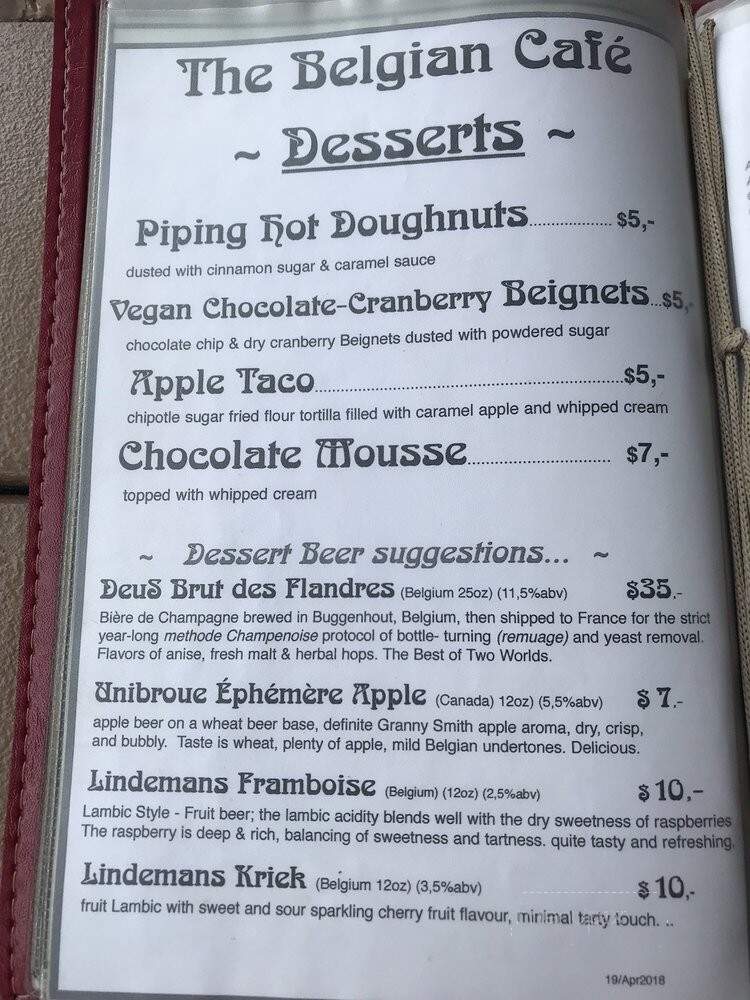 The Belgian Café
~ Desserts ~
Piping Hot Doughnuts.................. $5,-
dusted with cinnamon sugar & caramel sauce
Vegan Chocolate-Cranberry Beignets...$5,-
chocolate chip & dry cranberry Beignets dusted with powdered sugar
Apple Taco..................................................................$5,-
chipotle sugar fried flour tortilla filled with caramel apple and whipped cream
Chocolate Mousse............................... $7,-
topped with whipped cream
~ Dessert Beer suggestions... ~
DeuS Brut des Flandres (Belgium 25oz) (11,5%abv) $35.-
Bière de Champagne brewed in Buggenhout, Belgium, then shipped to France for the strict
year-long methode Champenoise protocol of bottle- turning (remuage) and yeast removal.
Flavors of anise, fresh malt & herbal hops. The Best of Two Worlds.
Unibroue Éphémère Apple (Canada) 12oz) (5,5%abv) $ 7.-
apple beer on a wheat beer base, definite Granny Smith apple aroma, dry, crisp,
and bubbly. Taste is wheat, plenty of apple, mild Belgian undertones. Delicious.
Lindemans Framboise (Belgium) (12oz) (2,5%abv) $ 10,-
Lambic Style - Fruit beer; the lambic acidity blends well with the dry sweetness of raspberries
The raspberry is deep & rich, balancing of sweetness and tartness. quite tasty and refreshing.
Lindemans Kriek (Belgium 12oz) (3,5%abv) $ 10,-
fruit Lambic with sweet and sour sparkling cherry fruit flavour, minimal tarty touch. ..
19/Apr2018